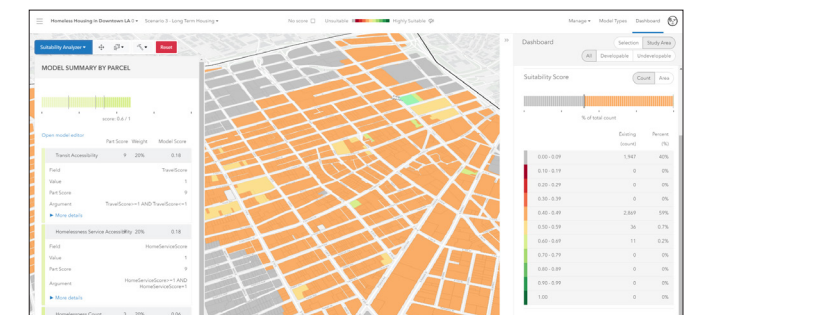 Homeless Housing in Downtown LA 0 Scenario 3 - Long Term Housing No score Unsuitable Highly Suitable Manage Model Types Dashboard
Suitability Analyzer Reset
MODEL SUMMARY BY PARCEL
score: 0.6 / 1
Open model editor
Part Score Weight Model Score
Transit Accessibility 9 20% 0.18
Field TravelScore
Value 1
Part Score 9
Argument TravelScore>=1 AND TravelScore<=1
More details
Homelessness Service Accessibility 20% 0.18
Field HomeServiceScore
Value 1
Part Score 9
Argument HomeServiceScore>=1 AND
HomeServiceScore<=1
More details
Homelessness Count 3 20% 0.06
Dashboard Selection Study Area
All Developable Undevelopable
Suitability Score Count Area
% of total count
Existing Percent
(count) (%)
0.00 - 0.09 1,947 40%
0.10 - 0.19 0 0%
0.20 - 0.29 0 0%
0.30 - 0.39 0 0%
0.40 - 0.49 2,869 59%
0.50 - 0.59 36 0.7%
0.60 - 0.69 11 0.2%
0.70 - 0.79 0 0%
0.80 - 0.89 0 0%
0.90 - 0.99 0 0%
1.00 0 0%